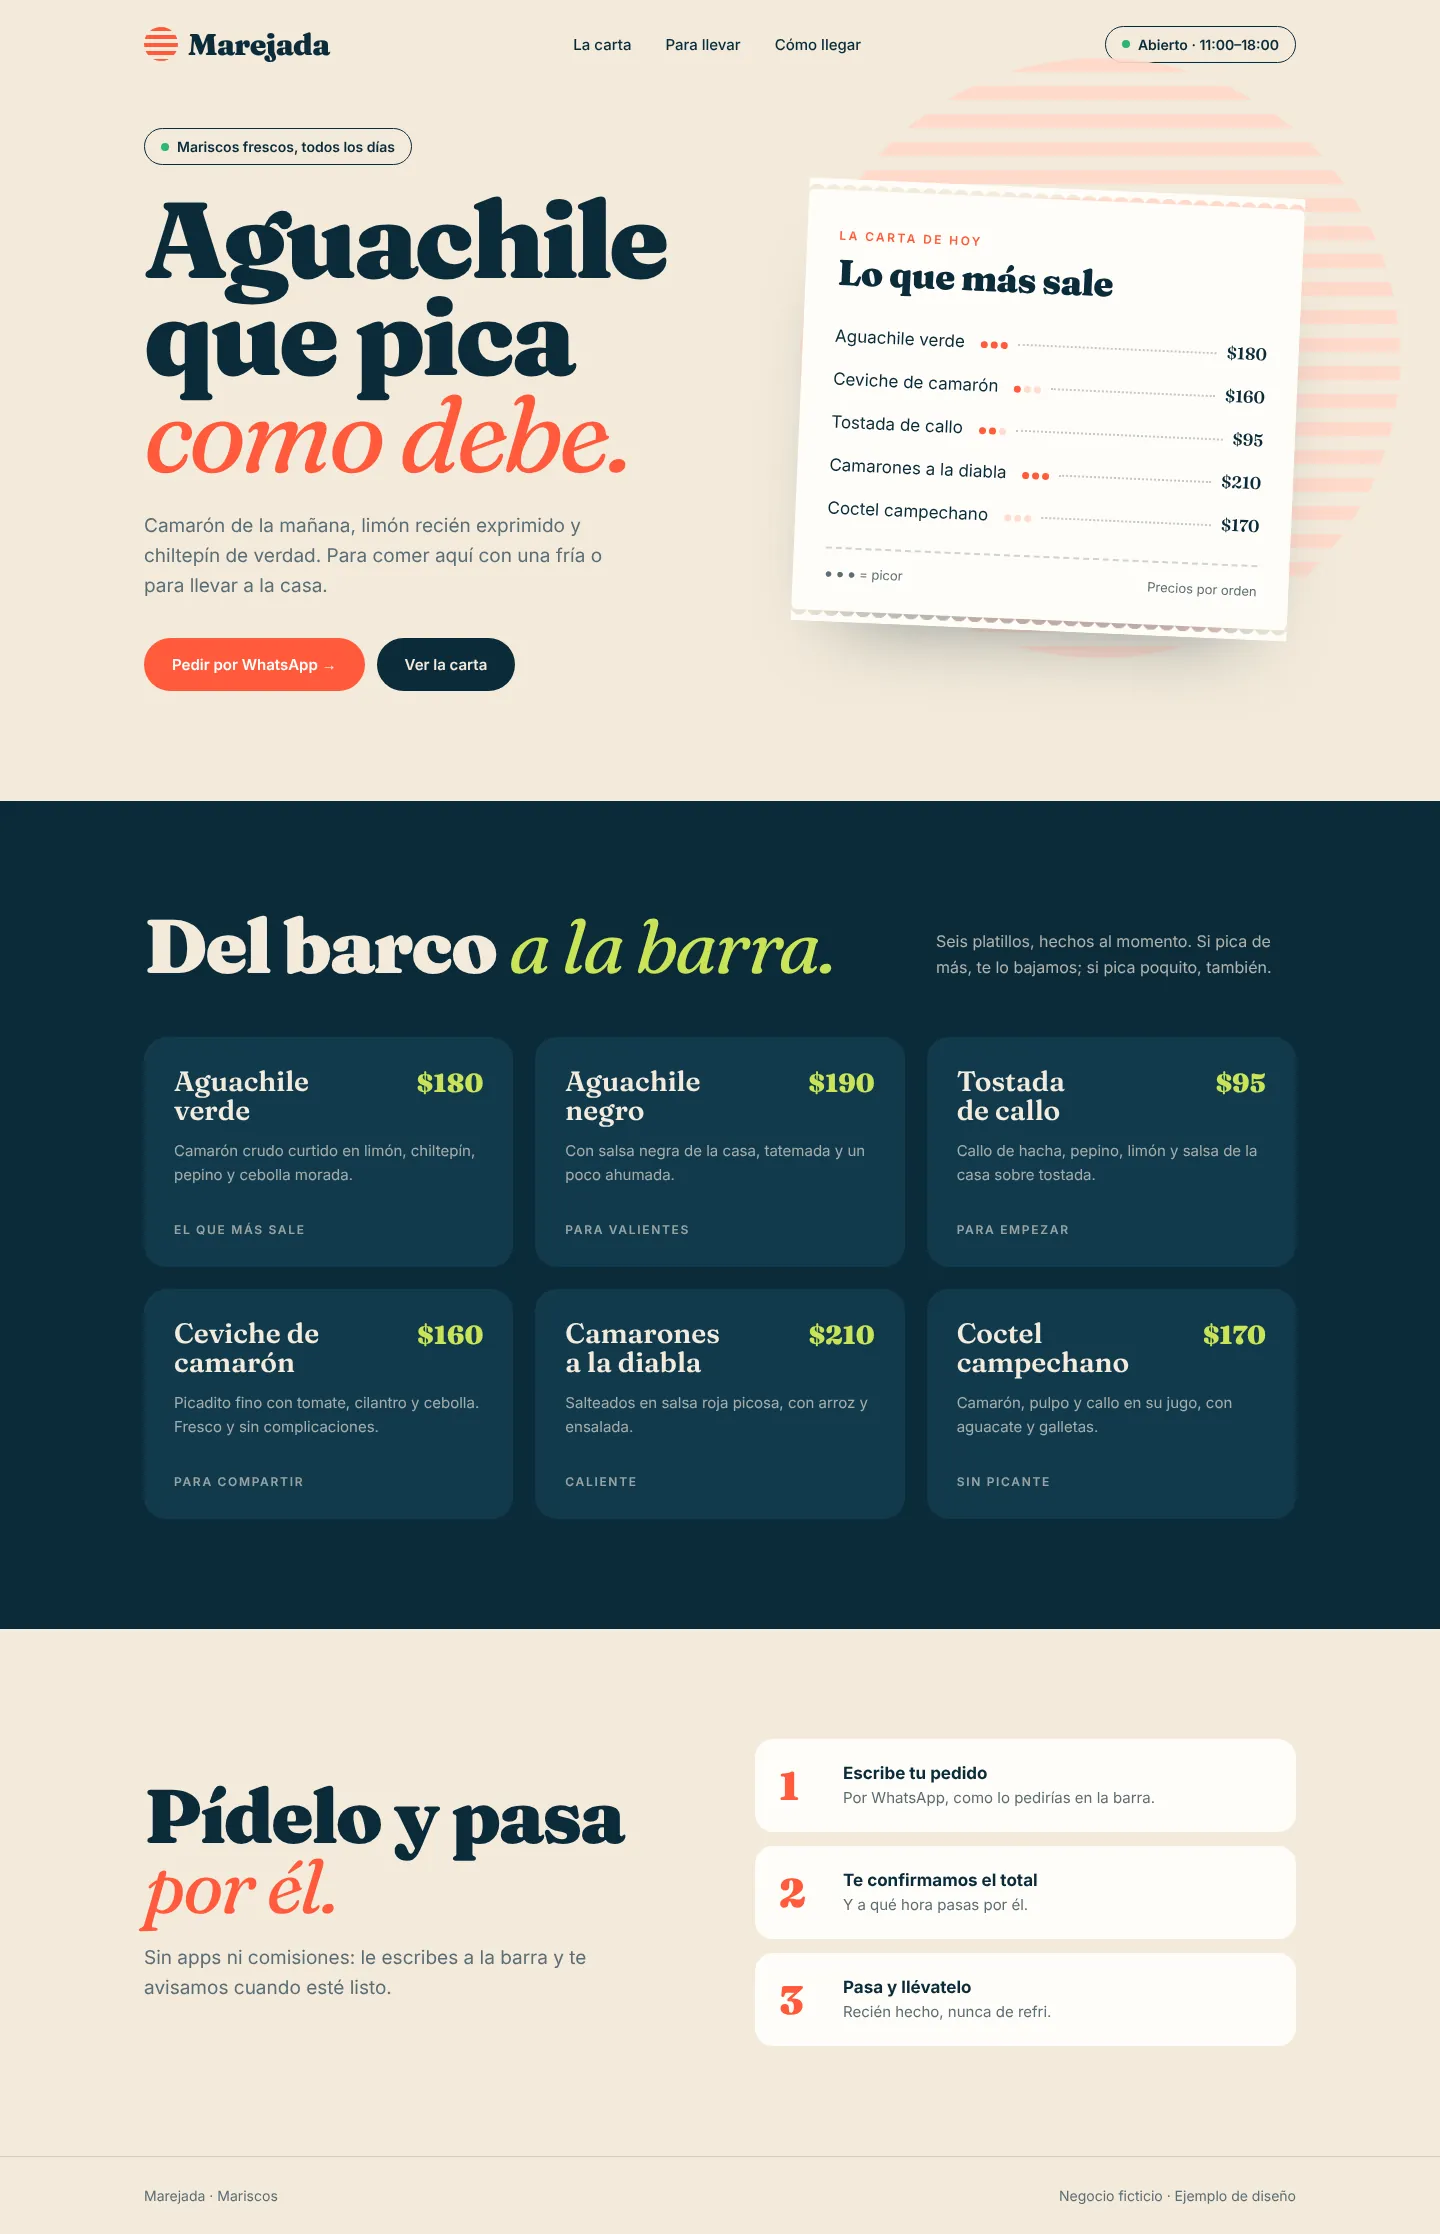 Marejada
La carta
Para llevar
Cómo llegar
Abierto · 11:00–18:00
Mariscos frescos, todos los días
Aguachile
que pica
como debe.
Camarón de la mañana, limón recién exprimido y
chiltepín de verdad. Para comer aquí con una fría o
para llevar a la casa.
Pedir por WhatsApp →
Ver la carta
LA CARTA DE HOY
Lo que más sale
Aguachile verde $180
Ceviche de camarón $160
Tostada de callo $95
Camarones a la diabla $210
Coctel campechano $170
● ● ● = picor
Precios por orden
Del barco a la barra.
Seis platillos, hechos al momento. Si pica de
más, te lo bajamos; si pica poquito, también.
Aguachile
verde
$180
Camarón crudo curtido en limón, chiltepín,
pepino y cebolla morada.
EL QUE MÁS SALE
Aguachile
negro
$190
Con salsa negra de la casa, tatemada y un
poco ahumada.
PARA VALIENTES
Tostada
de callo
$95
Callo de hacha, pepino, limón y salsa de la
casa sobre tostada.
PARA EMPEZAR
Ceviche de
camarón
$160
Picadito fino con tomate, cilantro y cebolla.
Fresco y sin complicaciones.
PARA COMPARTIR
Camarones
a la diabla
$210
Salteados en salsa roja picosa, con arroz y
ensalada.
CALIENTE
Coctel
campechano
$170
Camarón, pulpo y callo en su jugo, con
aguacate y galletas.
SIN PICANTE
Pídelo y pasa
por él.
Sin apps ni comisiones: le escribes a la barra y te
avisamos cuando esté listo.
1
Escribe tu pedido
Por WhatsApp, como lo pedirías en la barra.
2
Te confirmamos el total
Y a qué hora pasas por él.
3
Pasa y llévatelo
Recién hecho, nunca de refri.
Marejada · Mariscos
Negocio ficticio · Ejemplo de diseño